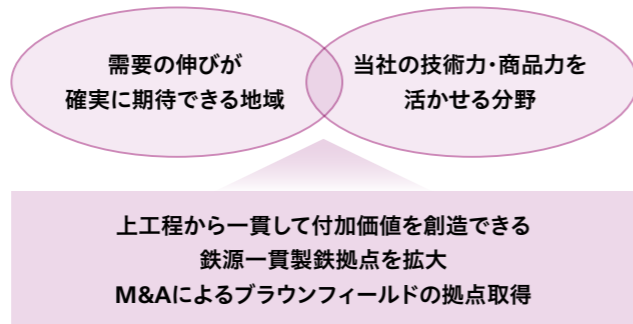 需要の伸びが
確実に期待できる地域
当社の技術力・商品力を
活かせる分野
上工程から一貫して付加価値を創造できる
鉄源一貫製鉄拠点を拡大
M&Aによるブラウンフィールドの拠点取得